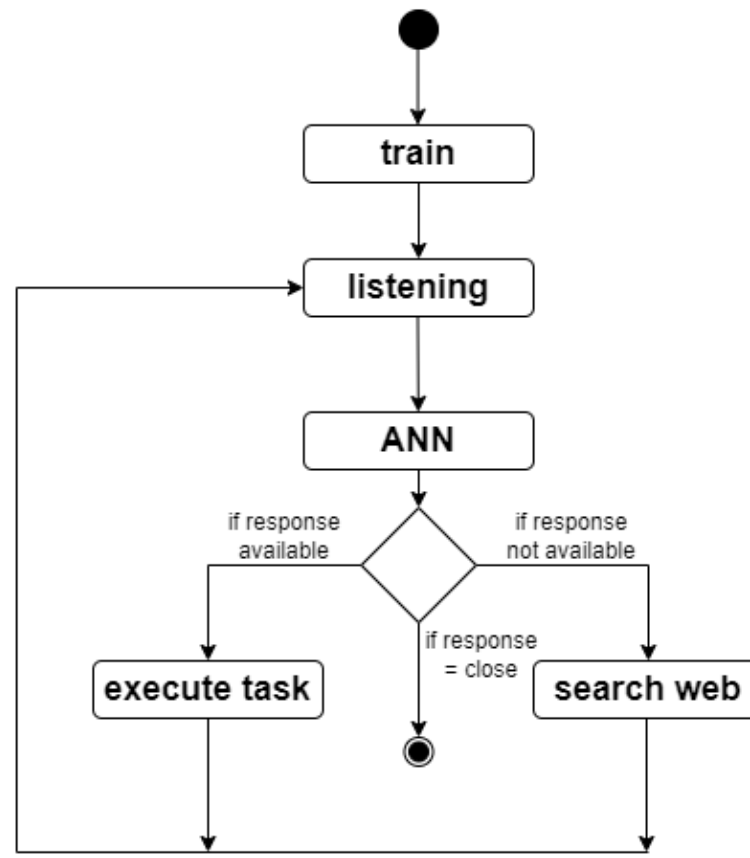 train
listening
ANN
if response
available
if response
not available
if response
= close
execute task
search web